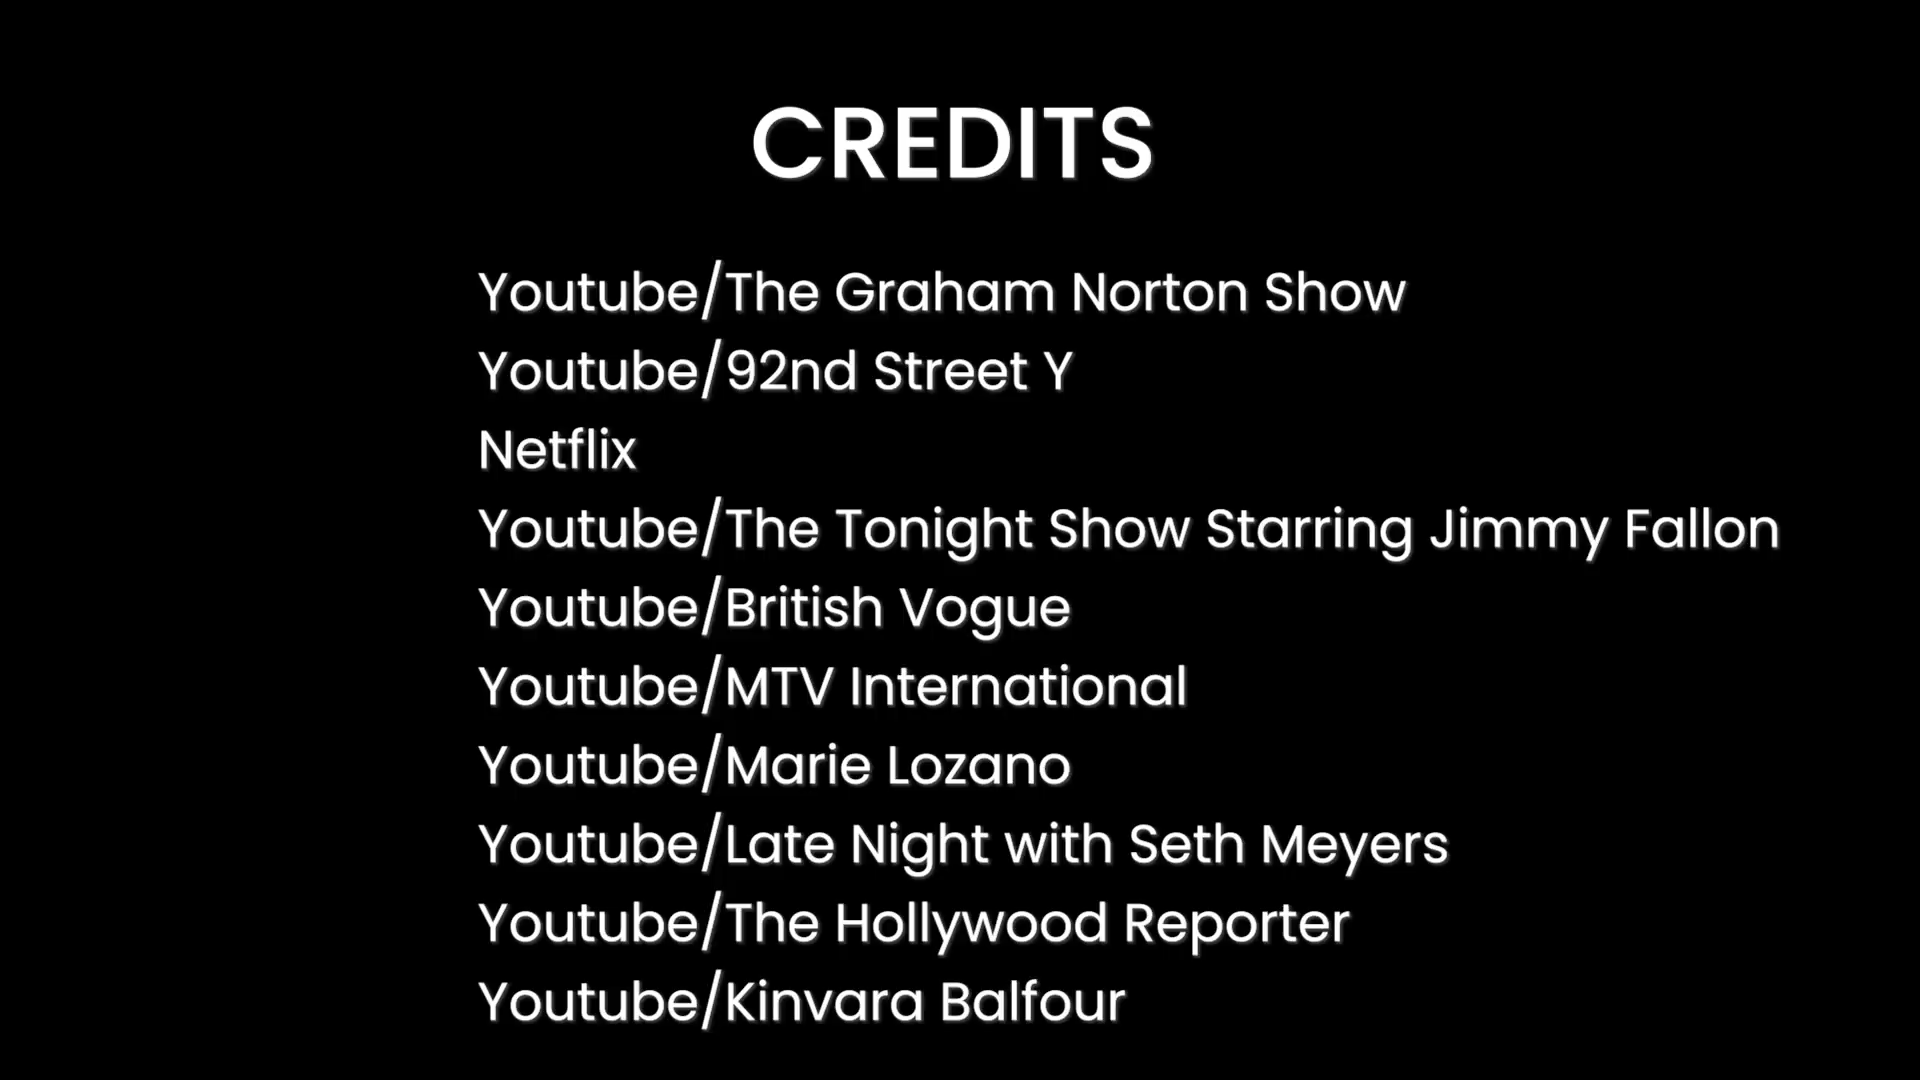 CREDITS
Youtube/The Graham Norton Show
Youtube/92nd Street Y
Netflix
Youtube/The Tonight Show Starring Jimmy Fallon
Youtube/British Vogue
Youtube/MTV International
Youtube/Marie Lozano
Youtube/Late Night with Seth Meyers
Youtube/The Hollywood Reporter
Youtube/Kinvara Balfour